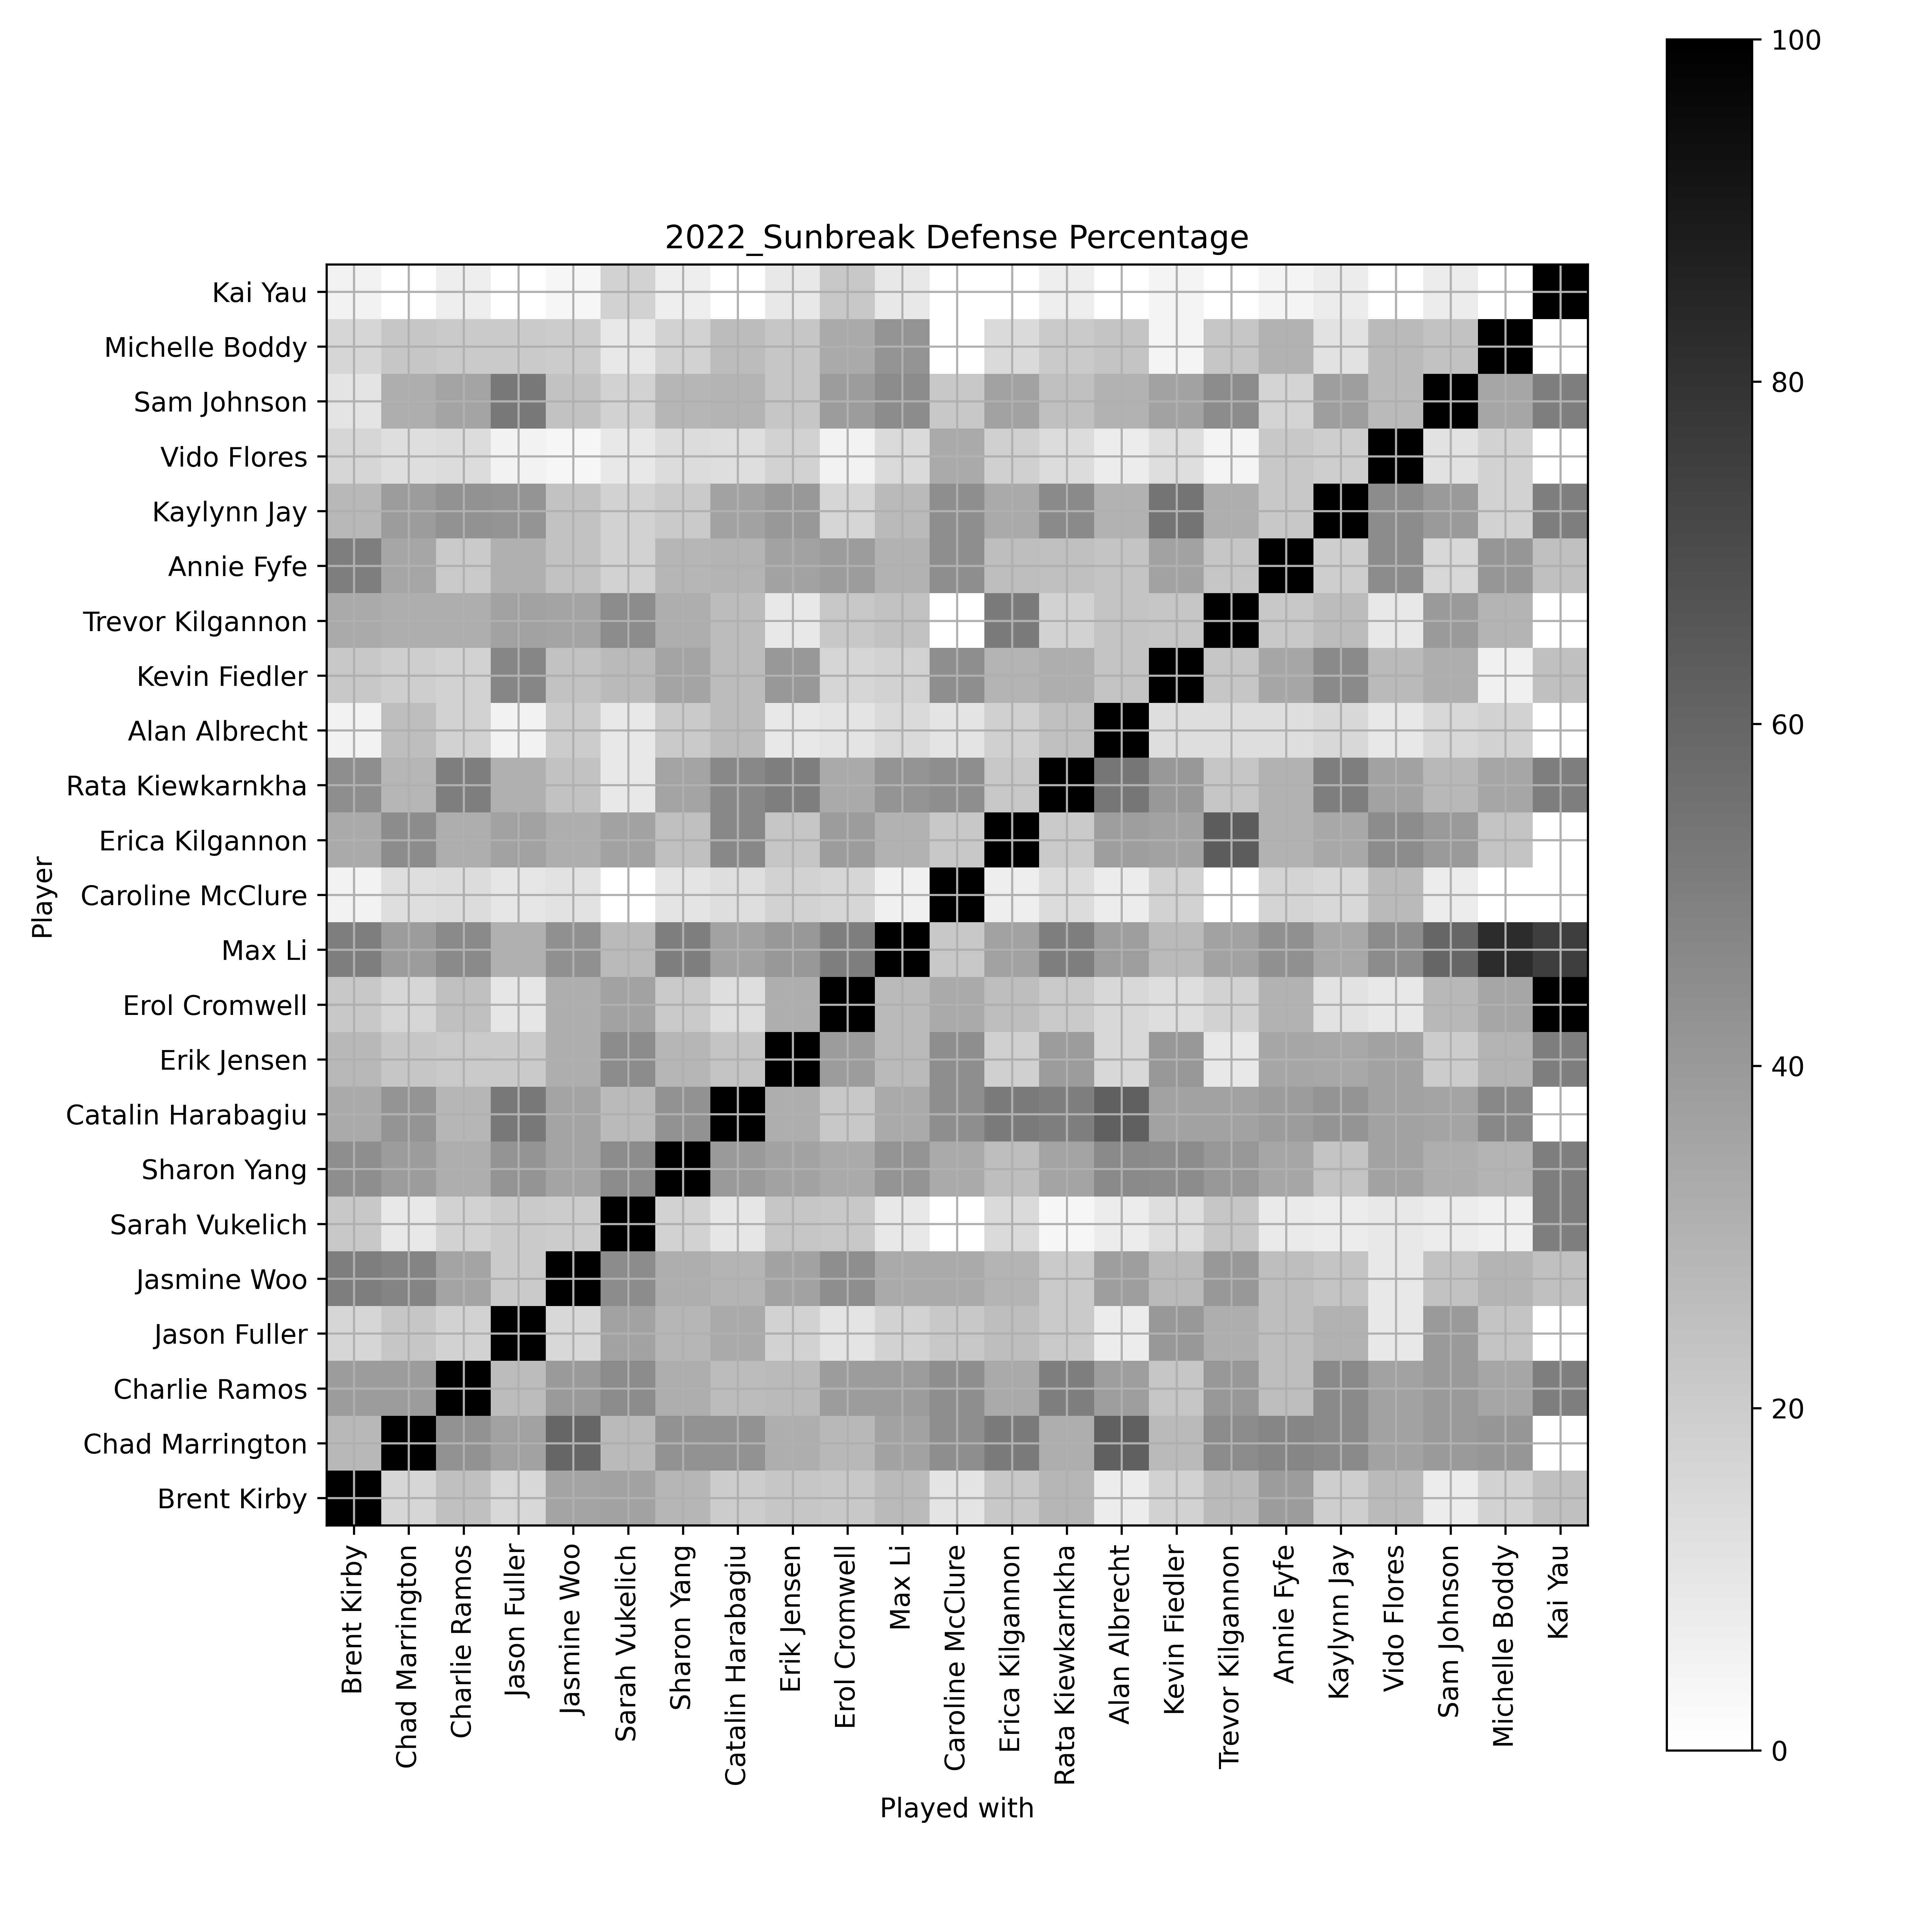 2022_Sunbreak Defense Percentage
Player
Kai Yau
Michelle Boddy
Sam Johnson
Vido Flores
Kaylynn Jay
Annie Fyfe
Trevor Kilgannon
Kevin Fiedler
Alan Albrecht
Rata Kiewkarnkha
Erica Kilgannon
Caroline McClure
Max Li
Erol Cromwell
Erik Jensen
Catalin Harabagiu
Sharon Yang
Sarah Vukelich
Jasmine Woo
Jason Fuller
Charlie Ramos
Chad Marrington
Brent Kirby
Brent Kirby
Chad Marrington
Charlie Ramos
Jason Fuller
Jasmine Woo
Sarah Vukelich
Sharon Yang
Catalin Harabagiu
Erik Jensen
Erol Cromwell
Max Li
Caroline McClure
Erica Kilgannon
Rata Kiewkarnkha
Alan Albrecht
Kevin Fiedler
Trevor Kilgannon
Annie Fyfe
Kaylynn Jay
Vido Flores
Sam Johnson
Michelle Boddy
Kai Yau
Played with
100
80
60
40
20
0